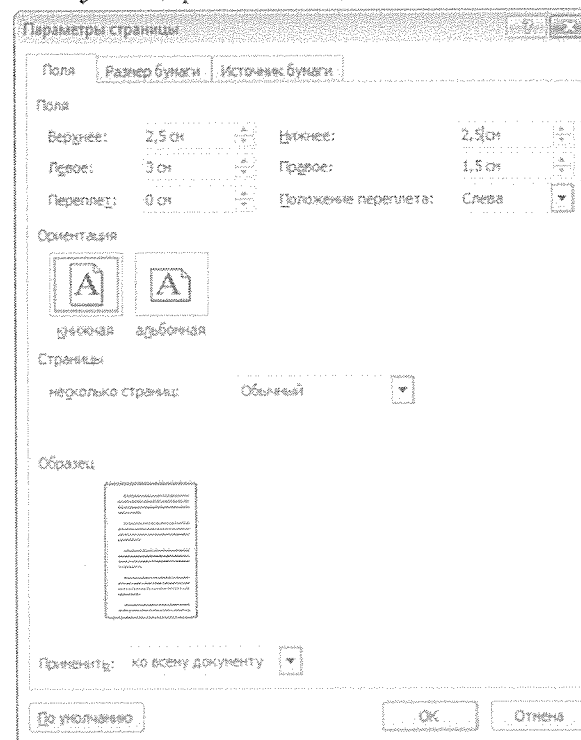 Параметры страницы
Поля Размер бумаги Источник бумаги
Поля
Верхнее: 2,5 см Нижнее: 2,5 см
Левое: 3 см Правое: 1,5 см
Переплет: 0 см Положение переплета: Слева
Ориентация
A A
книжная альбомная
Страницы
несколько страниц: Обычный
Образец
Применить: ко всему документу
По умолчанию ОК Отмена